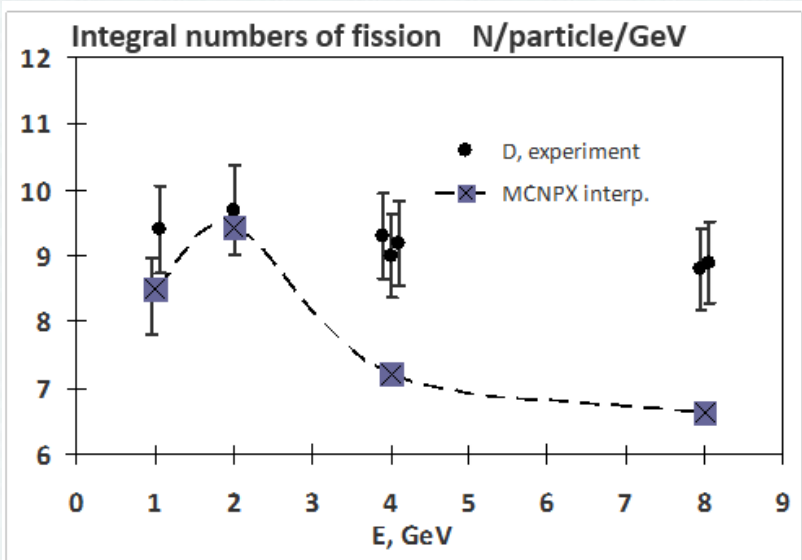 Integral numbers of fission N/particle/GeV
12
11
10
9
8
7
6
D, experiment
MCNPX interp.
0 1 2 3 4 5 6 7 8 9
E, GeV